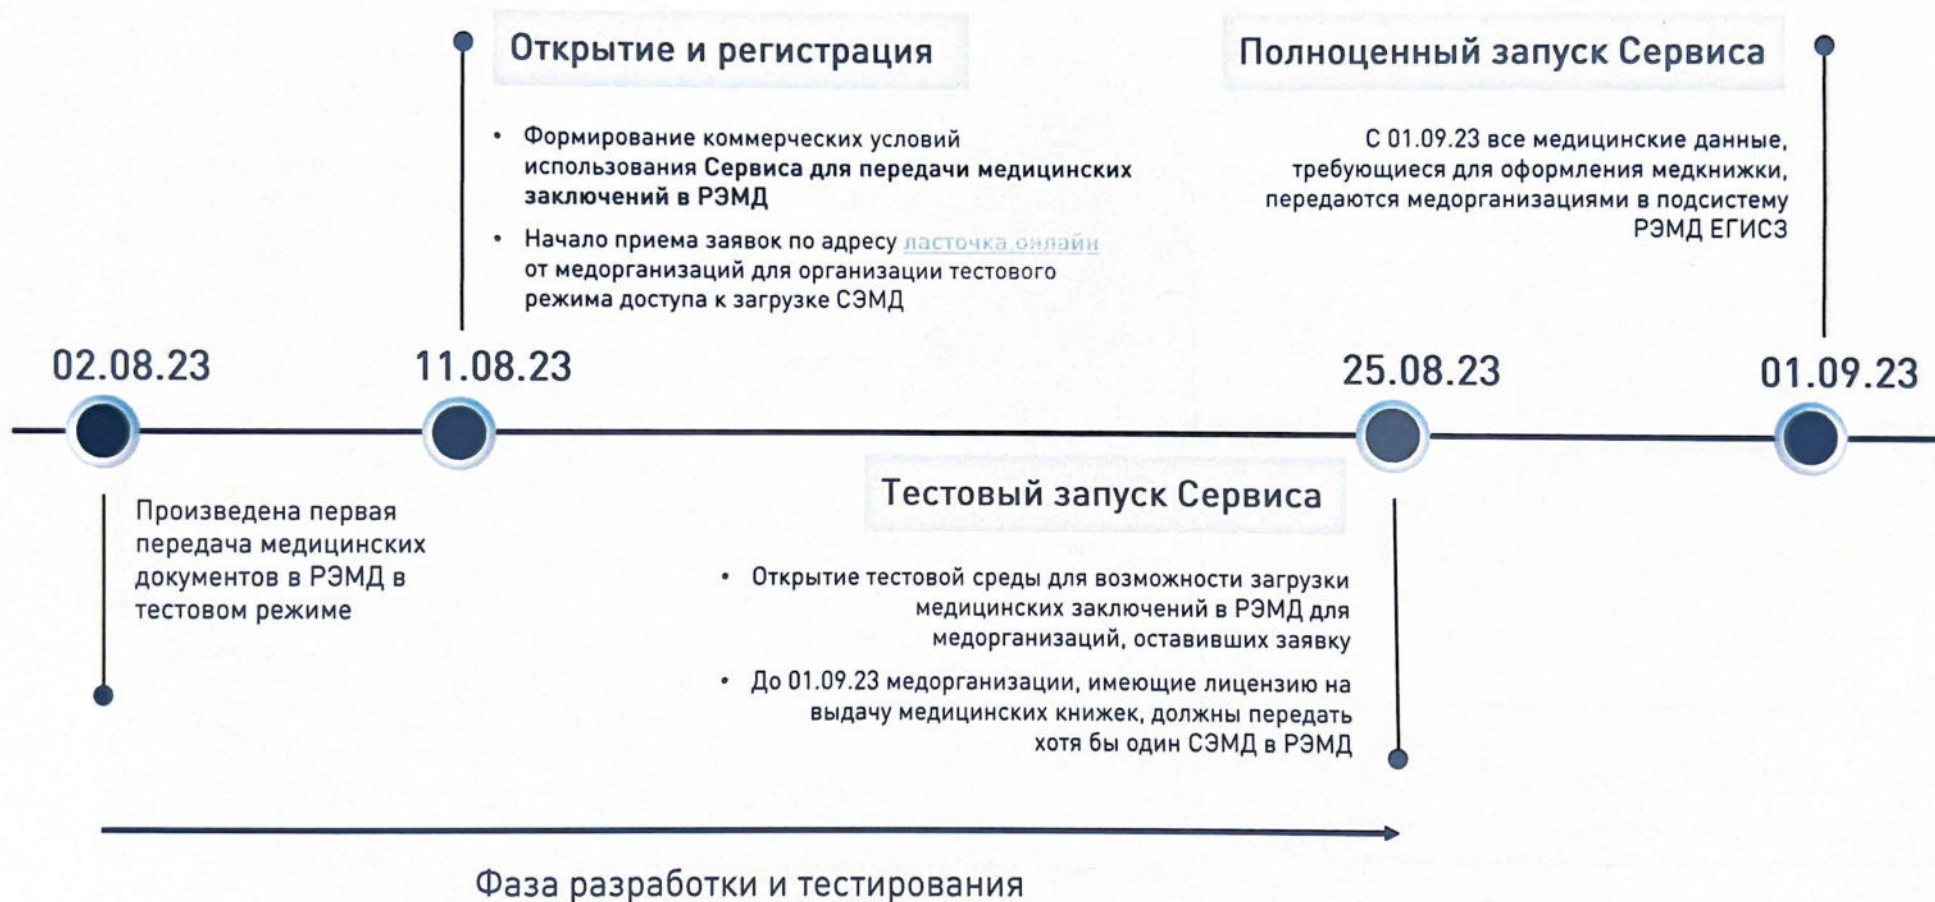 Открытие и регистрация
• Формирование коммерческих условий
использования Сервиса для передачи медицинских
заключений в РЭМД
• Начало приема заявок по адресу ласточка.онлайн
от медорганизаций для организации тестового
режима доступа к загрузке СЭМД
Полноценный запуск Сервиса
С 01.09.23 все медицинские данные,
требующиеся для оформления медкнижки,
передаются медорганизациями в подсистему
РЭМД ЕГИСЗ
02.08.23
11.08.23
25.08.23
01.09.23
Произведена первая
передача медицинских
документов в РЭМД в
тестовом режиме
Тестовый запуск Сервиса
• Открытие тестовой среды для возможности загрузки
медицинских заключений в РЭМД для
медорганизаций, оставивших заявку
• До 01.09.23 медорганизации, имеющие лицензию на
выдачу медицинских книжек, должны передать
хотя бы один СЭМД в РЭМД
Фаза разработки и тестирования